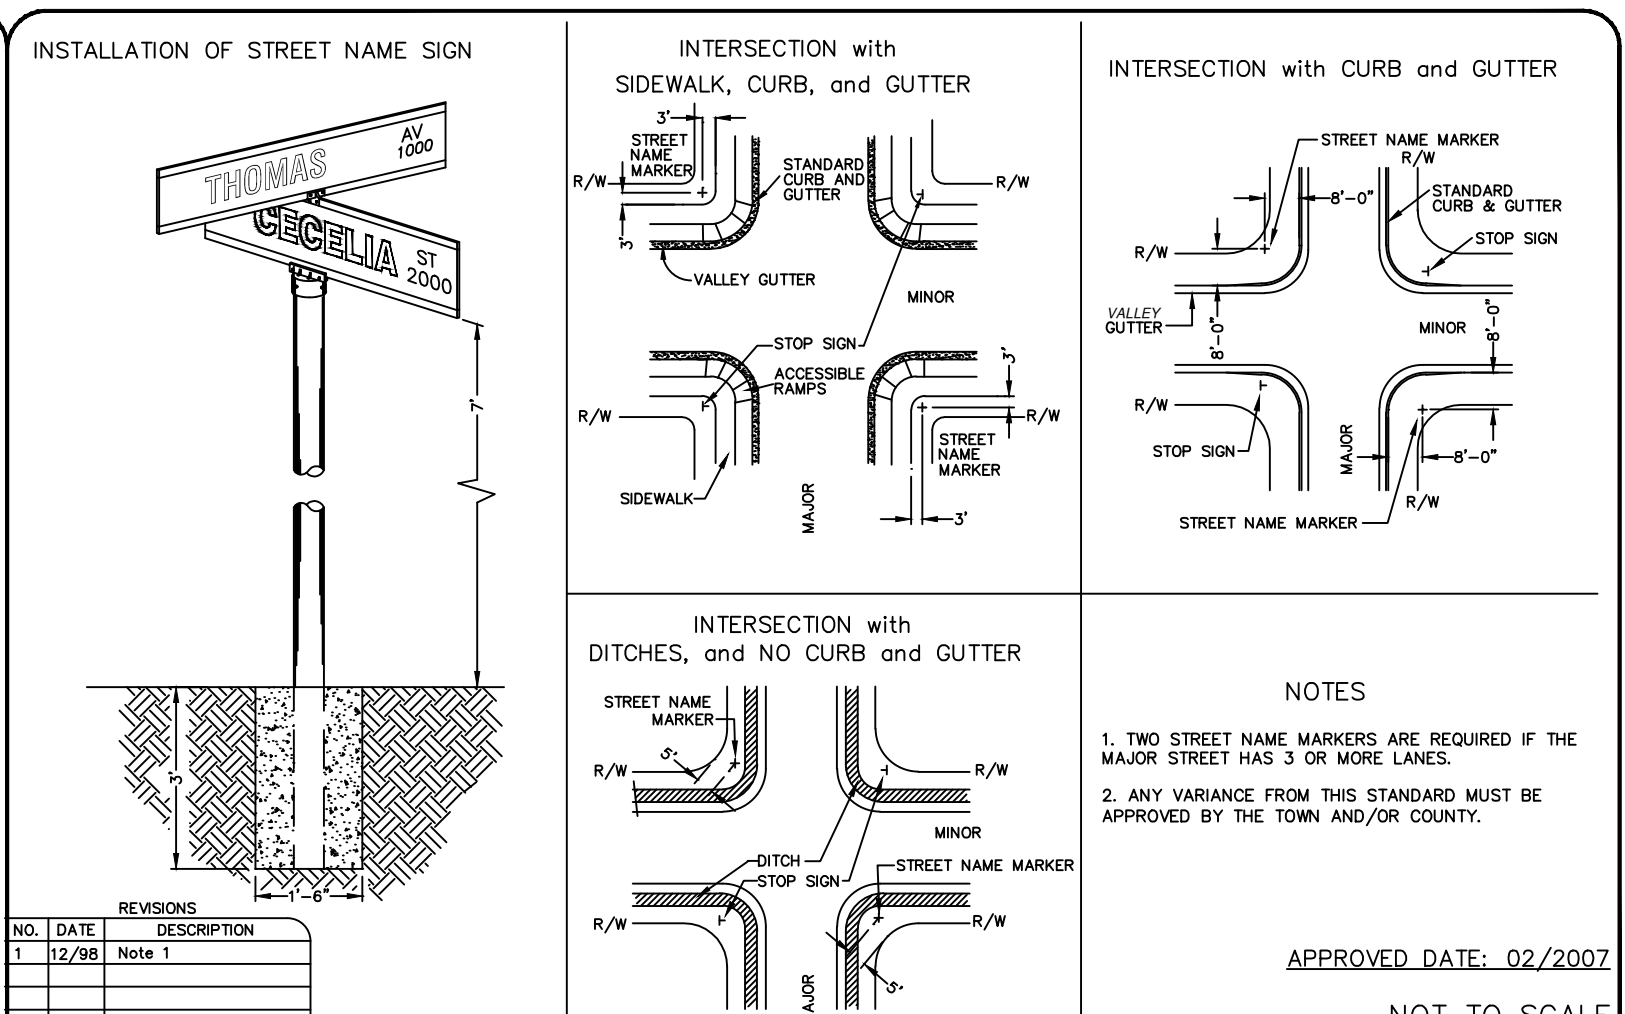 INSTALLATION OF STREET NAME SIGN
THOMAS
AV
1000
CECELIA
ST
2000
7'
3'
1'-6"
REVISIONS
NO. DATE DESCRIPTION
1 12/98 Note 1
INTERSECTION with
SIDEWALK, CURB, and GUTTER
3'
STREET
NAME
MARKER
R/W
3'
STANDARD
CURB AND
GUTTER
R/W
VALLEY GUTTER
MINOR
STOP SIGN
3'
ACCESSIBLE
RAMPS
R/W
R/W
STREET
NAME
MARKER
SIDEWALK
MAJOR
3'
INTERSECTION with CURB and GUTTER
STREET NAME MARKER
R/W
8'-0"
STANDARD
CURB & GUTTER
STOP SIGN
R/W
VALLEY
GUTTER
8'-0"
MINOR
8'-0"
R/W
STOP SIGN
MAJOR
8'-0"
R/W
STREET NAME MARKER
INTERSECTION with
DITCHES, and NO CURB and GUTTER
STREET NAME
MARKER
5'
R/W
R/W
MINOR
DITCH
STREET NAME MARKER
STOP SIGN
R/W
R/W
5'
NOTES
1. TWO STREET NAME MARKERS ARE REQUIRED IF THE
MAJOR STREET HAS 3 OR MORE LANES.
2. ANY VARIANCE FROM THIS STANDARD MUST BE
APPROVED BY THE TOWN AND/OR COUNTY.
APPROVED DATE: 02/2007
NOT TO SCALE